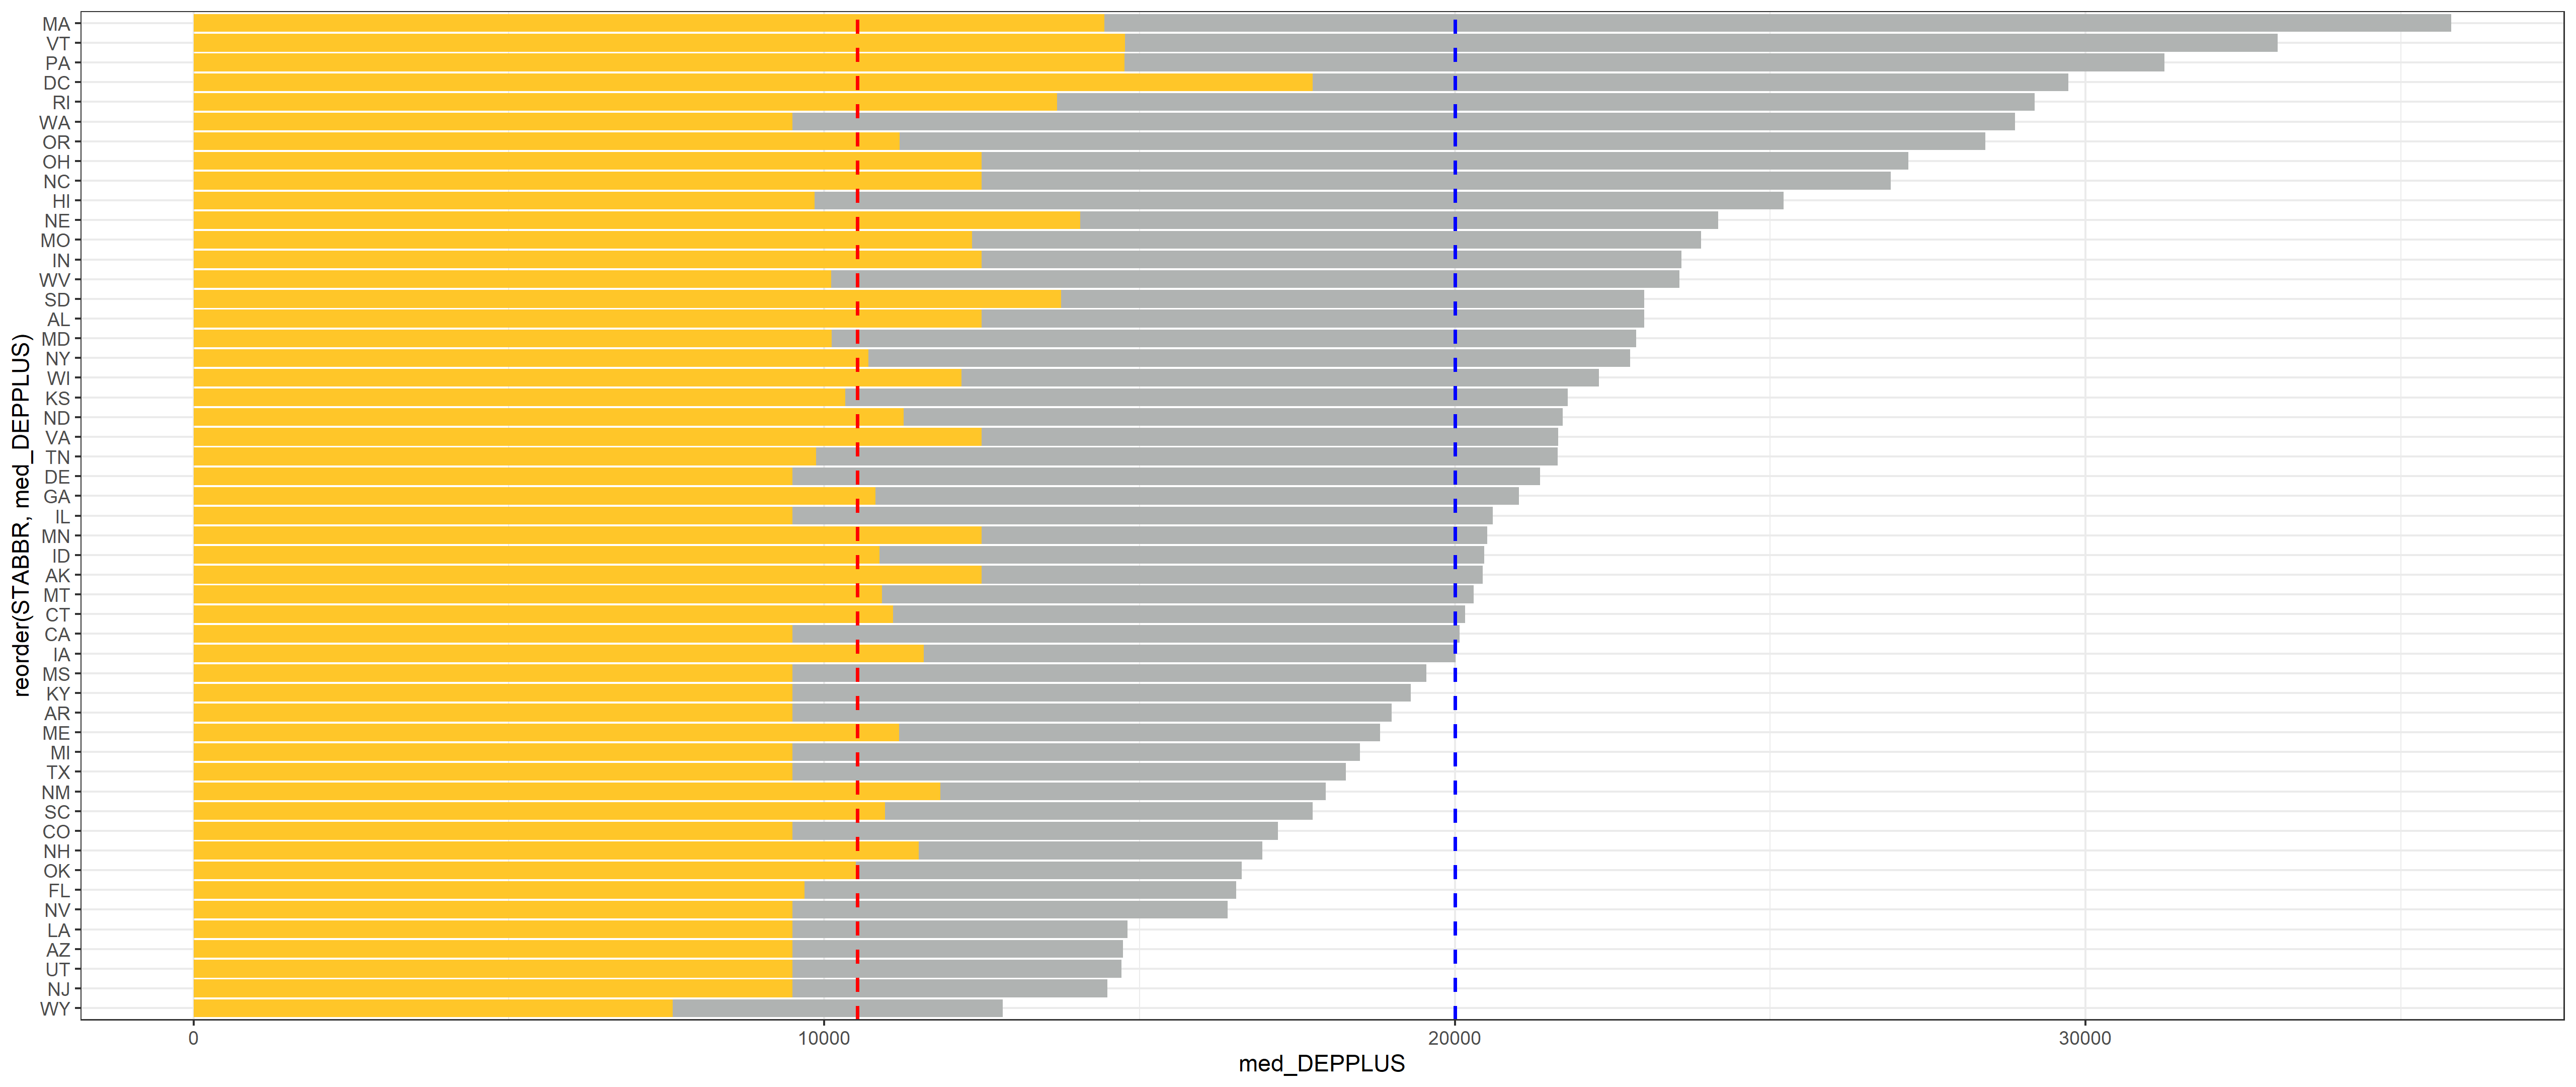 reorder(STABBR, med_DEPPLUS)
MA
VT
PA
DC
RI
WA
OR
OH
NC
HI
NE
MO
IN
WV
SD
AL
MD
NY
WI
KS
ND
VA
TN
DE
GA
IL
MN
ID
AK
MT
CT
CA
IA
MS
KY
AR
ME
MI
TX
NM
SC
CO
NH
OK
FL
NV
LA
AZ
UT
NJ
WY
0 10000 20000 30000
med_DEPPLUS